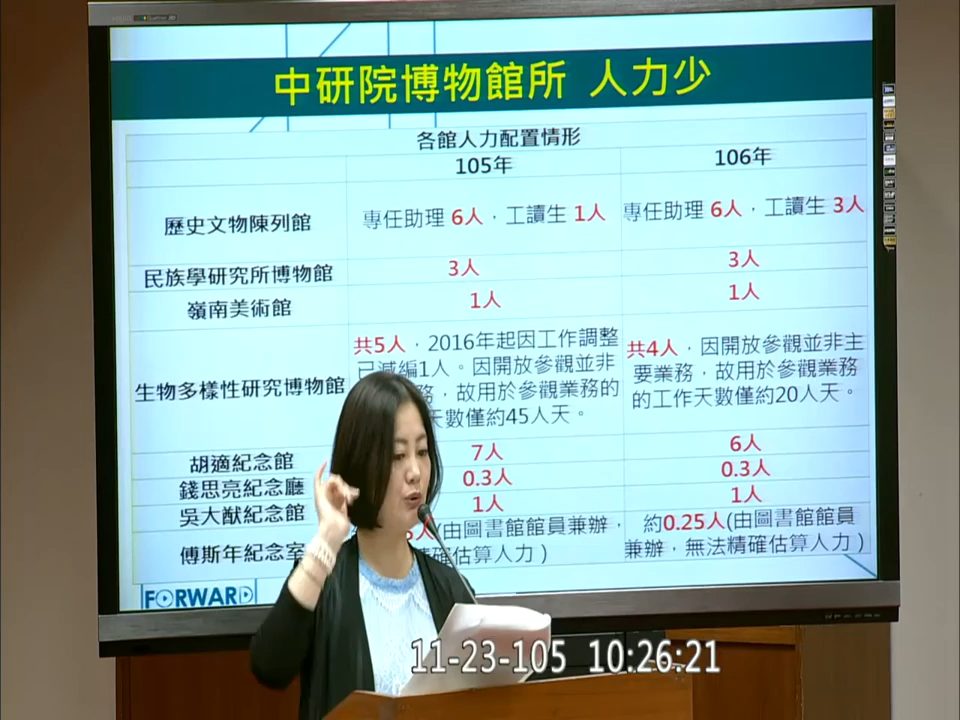 中研院博物館所 人力少
各館人力配置情形
105年 106年
歷史文物陳列館 專任助理 6人，工讀生 1人 專任助理 6人，工讀生 3人
民族學研究所博物館 3人 3人
嶺南美術館 1人 1人
生物多樣性研究博物館
共5人，2016年起因工作調整
已減編1人。因開放參觀並非
務，故用於參觀業務的
天數僅約45人天。
共4人，因開放參觀並非主
要業務，故用於參觀業務
的工作天數僅約20人天。
胡適紀念館 7人 6人
錢思亮紀念廳 0.3人 0.3人
吳大猷紀念館 1人 1人
傅斯年紀念室
人(由圖書館館員兼辦，
確估算人力)
約0.25人(由圖書館館員
兼辦，無法精確估算人力)
FORWARD
11-23-105 10:26:21